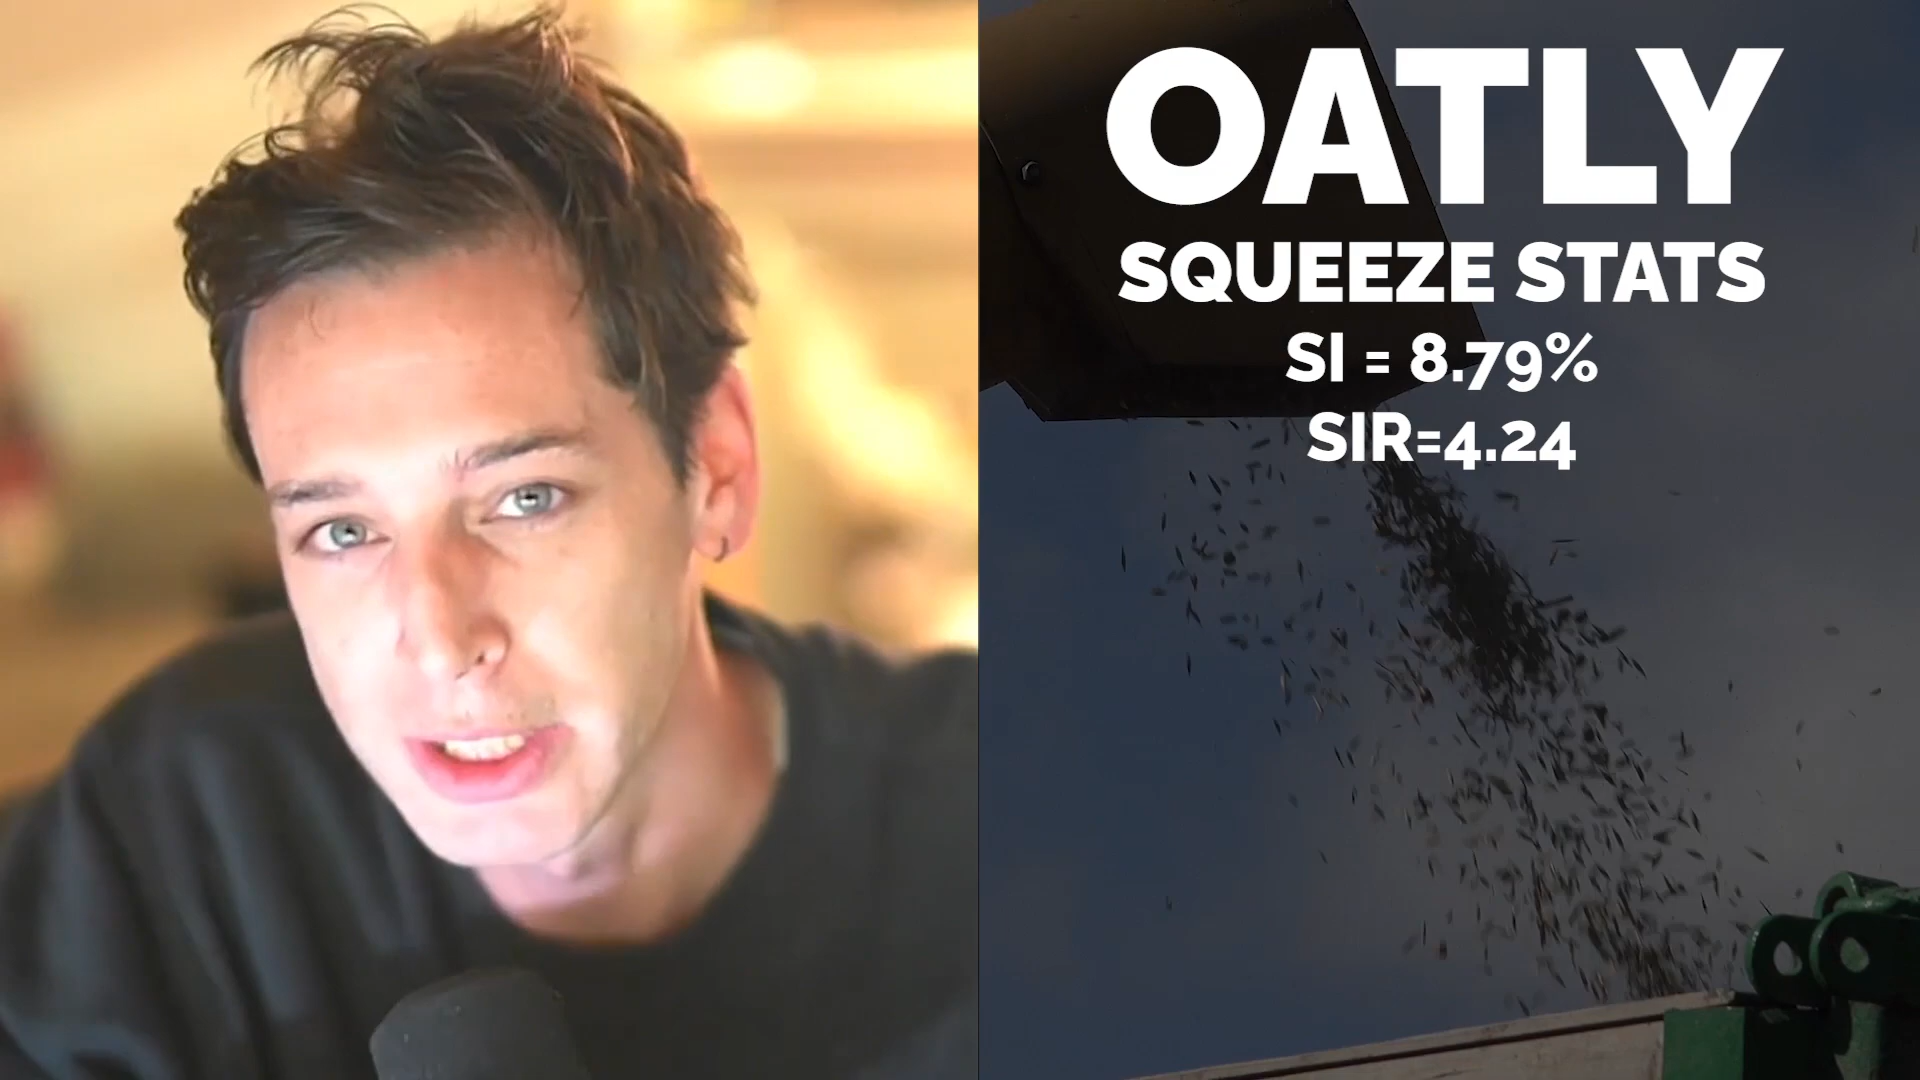 OATLY
SQUEEZE STATS
SI = 8.79%
SIR=4.24